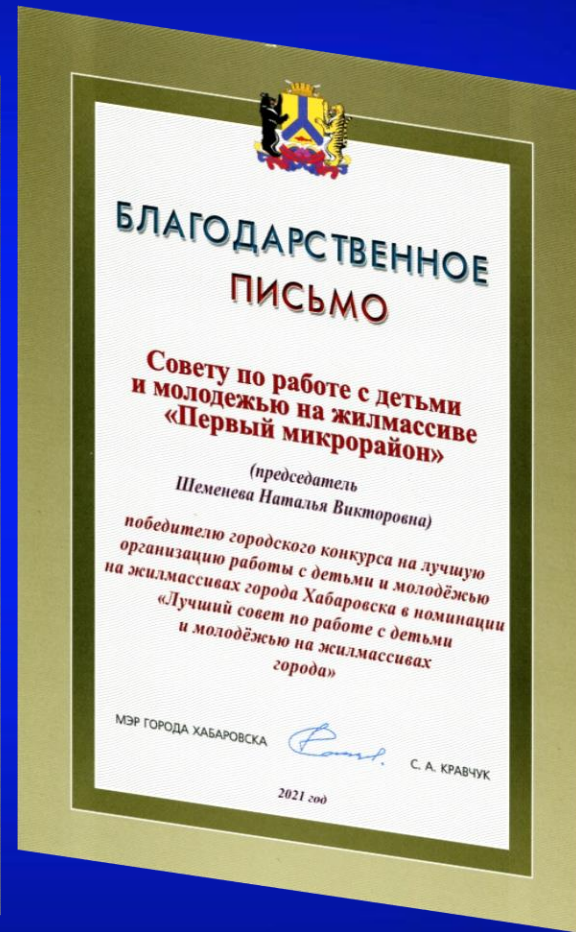 БЛАГОДАРСТВЕННОЕ
ПИСЬМО
Совету по работе с детьми
и молодежью на жилмассиве
«Первый микрорайон»
(председатель
Шеменева Наталья Викторовна)
победителю городского конкурса на лучшую
организацию работы с детьми и молодёжью
на жилмассивах города Хабаровска в номинации
«Лучший совет по работе с детьми
и молодёжью на жилмассивах
города»
МЭР ГОРОДА ХАБАРОВСКА С. А. КРАВЧУК
2021 год